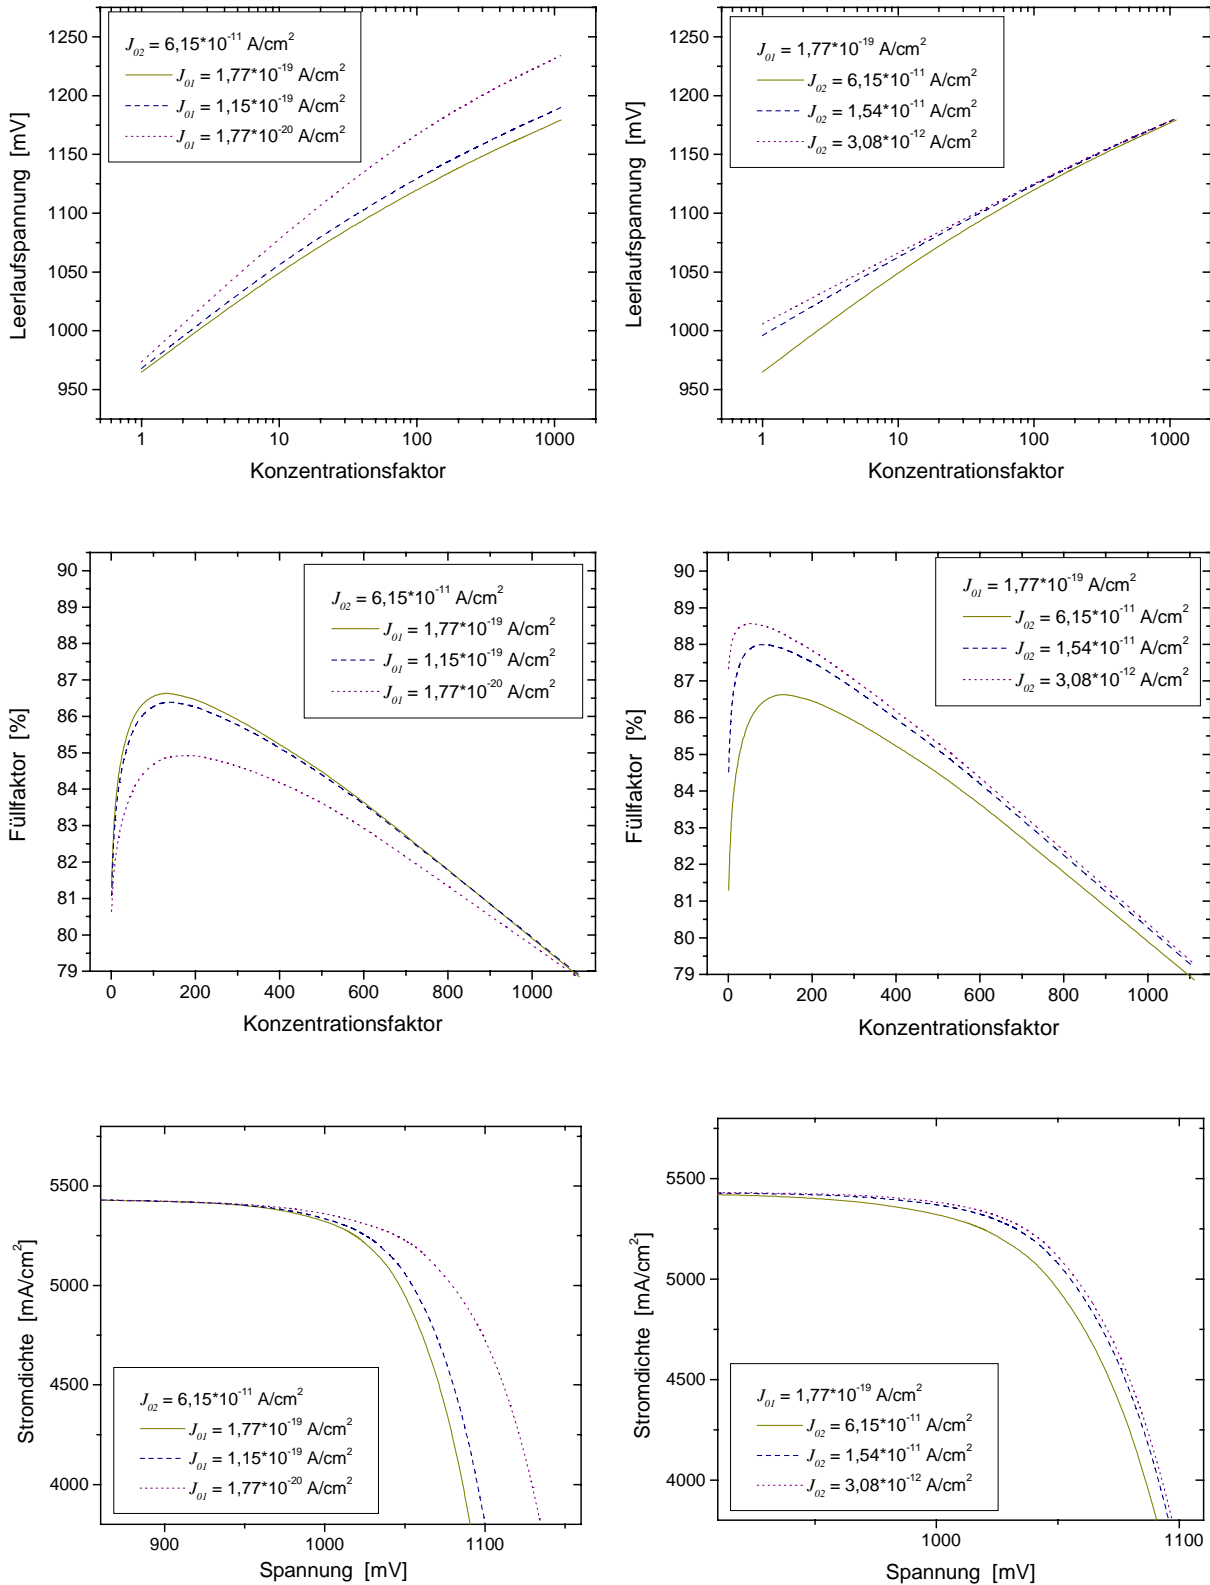 1250
1200
1150
1100
1050
1000
950
Leerlaufspannung [mV]
J02 = 6,15*10-11 A/cm2
J01 = 1,77*10-19 A/cm2
J01 = 1,15*10-19 A/cm2
J01 = 1,77*10-20 A/cm2
1 10 100 1000
Konzentrationsfaktor
1250
1200
1150
1100
1050
1000
950
Leerlaufspannung [mV]
J01 = 1,77*10-19 A/cm2
J02 = 6,15*10-11 A/cm2
J02 = 1,54*10-11 A/cm2
J02 = 3,08*10-12 A/cm2
1 10 100 1000
Konzentrationsfaktor
90
89
88
87
86
85
84
83
82
81
80
79
Füllfaktor [%]
J02 = 6,15*10-11 A/cm2
J01 = 1,77*10-19 A/cm2
J01 = 1,15*10-19 A/cm2
J01 = 1,77*10-20 A/cm2
0 200 400 600 800 1000
Konzentrationsfaktor
90
89
88
87
86
85
84
83
82
81
80
79
Füllfaktor [%]
J01 = 1,77*10-19 A/cm2
J02 = 6,15*10-11 A/cm2
J02 = 1,54*10-11 A/cm2
J02 = 3,08*10-12 A/cm2
0 200 400 600 800 1000
Konzentrationsfaktor
5500
5000
4500
4000
Stromdichte [mA/cm2]
J02 = 6,15*10-11 A/cm2
J01 = 1,77*10-19 A/cm2
J01 = 1,15*10-19 A/cm2
J01 = 1,77*10-20 A/cm2
900 1000 1100
Spannung [mV]
5500
5000
4500
4000
Stromdichte [mA/cm2]
J01 = 1,77*10-19 A/cm2
J02 = 6,15*10-11 A/cm2
J02 = 1,54*10-11 A/cm2
J02 = 3,08*10-12 A/cm2
1000 1100
Spannung [mV]